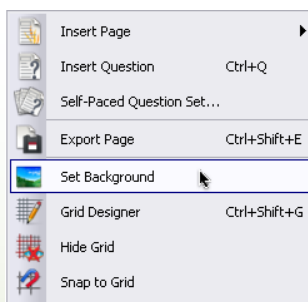 Insert Page
Insert Question Ctrl+Q
Self-Paced Question Set...
Export Page Ctrl+Shift+E
Set Background
Grid Designer Ctrl+Shift+G
Hide Grid
Snap to Grid